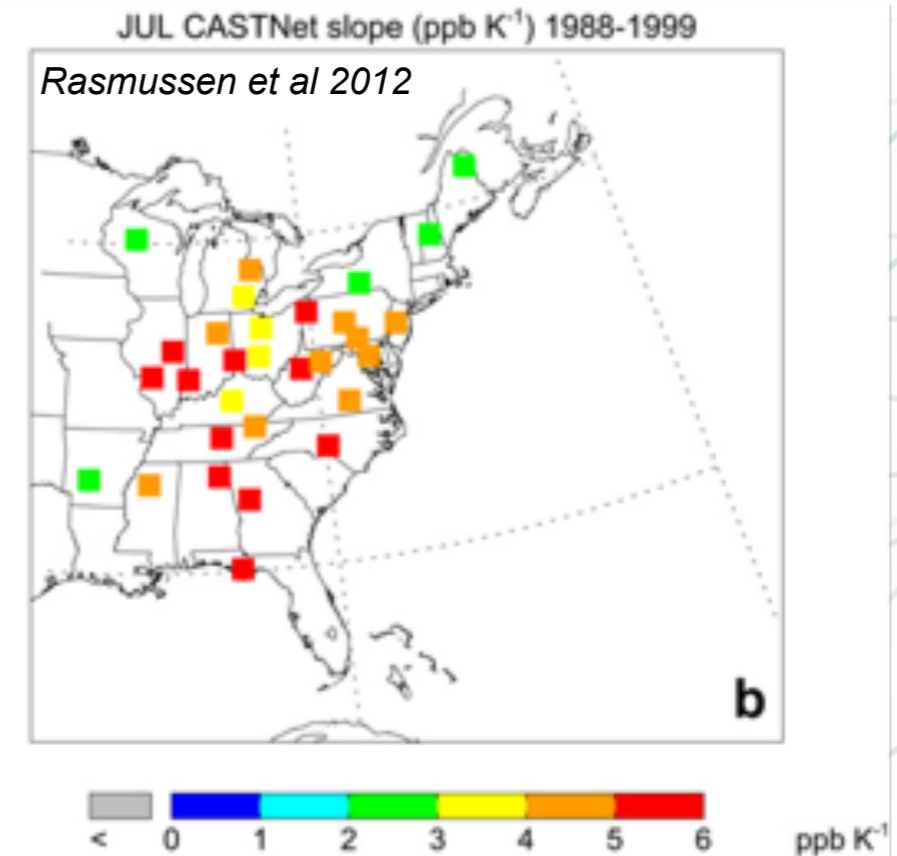 JUL CASTNet slope (ppb K⁻¹) 1988-1999
Rasmussen et al 2012
b
< 0 1 2 3 4 5 6 ppb K⁻¹